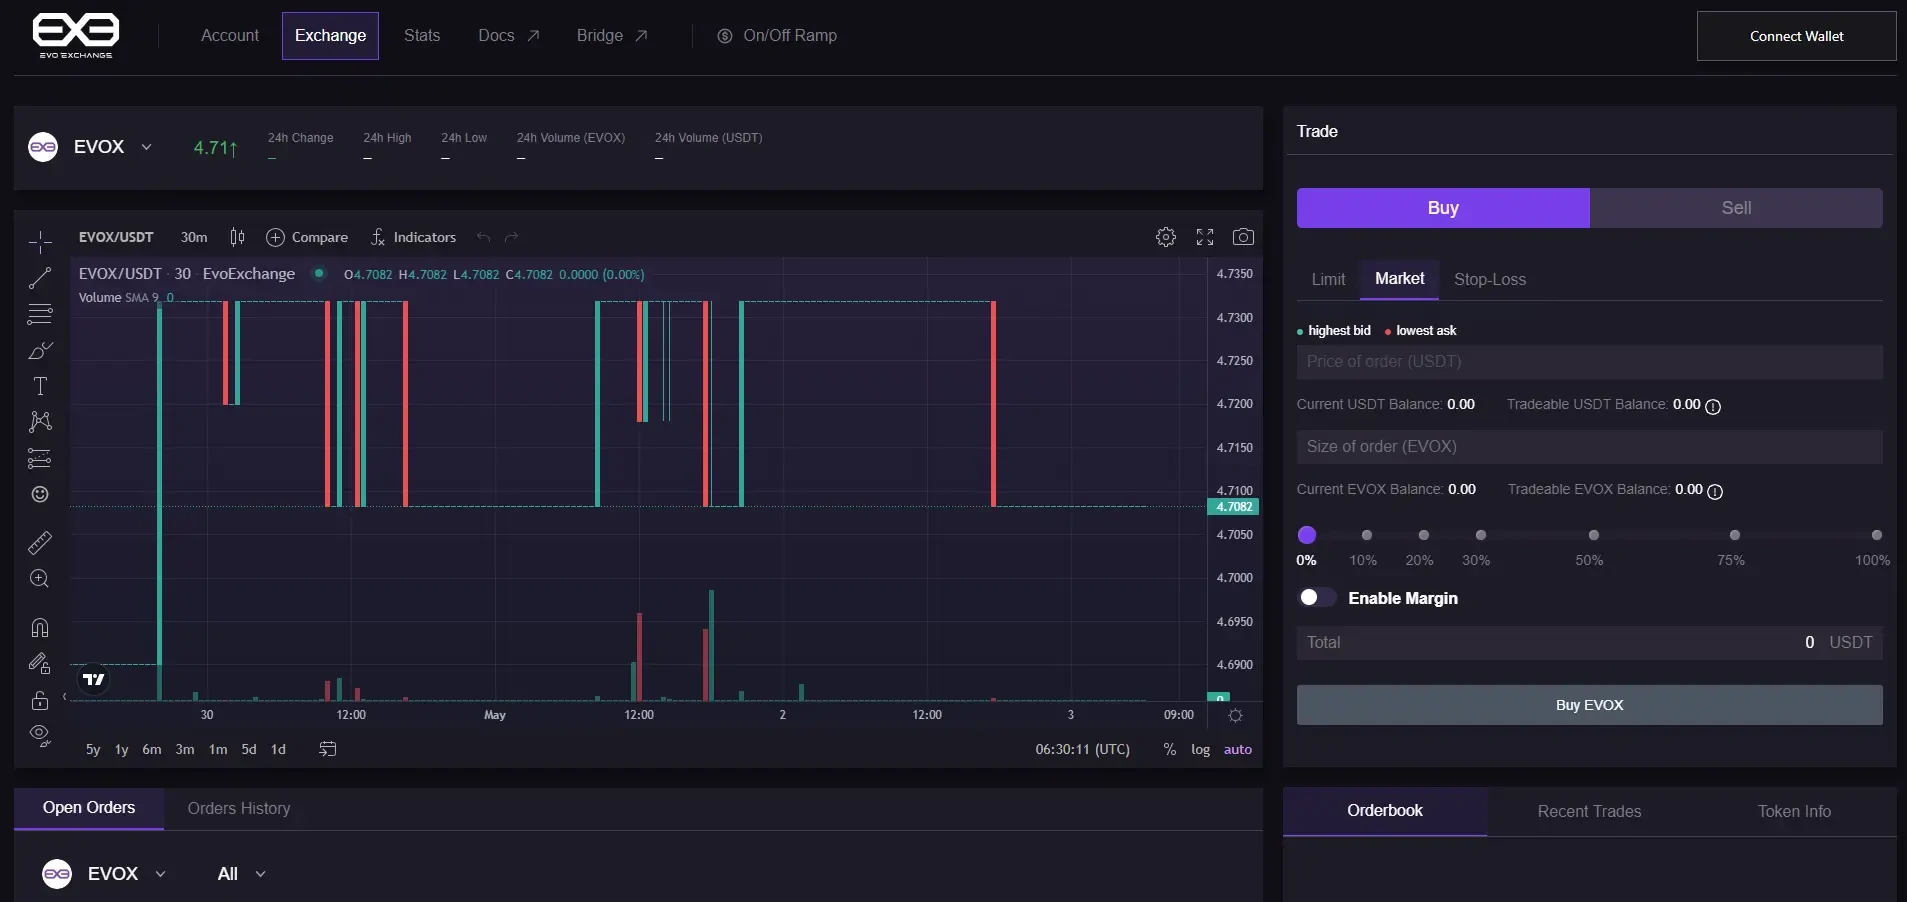 EVO EXCHANGE
Account Exchange Stats Docs Bridge On/Off Ramp
Connect Wallet
EVOX
4.71↑
24h Change 24h High 24h Low 24h Volume (EVOX) 24h Volume (USDT)
– – – – –
EVOX/USDT 30m Compare Indicators
EVOX/USDT · 30 · EvoExchange O4.7082 H4.7082 L4.7082 C4.7082 0.0000 (0.00%)
Volume SMA 9 0
4.7350
4.7300
4.7250
4.7200
4.7150
4.7100
4.7082
4.7050
4.7000
4.6950
4.6900
0
30 12:00 May 12:00 2 12:00 3 09:00
5y 1y 6m 3m 1m 5d 1d
06:30:11 (UTC) % log auto
Trade
Buy Sell
Limit Market Stop-Loss
highest bid lowest ask
Price of order (USDT)
Current USDT Balance: 0.00 Tradeable USDT Balance: 0.00
Size of order (EVOX)
Current EVOX Balance: 0.00 Tradeable EVOX Balance: 0.00
0% 10% 20% 30% 50% 75% 100%
Enable Margin
Total 0 USDT
Buy EVOX
Open Orders Orders History
EVOX All
Orderbook Recent Trades Token Info